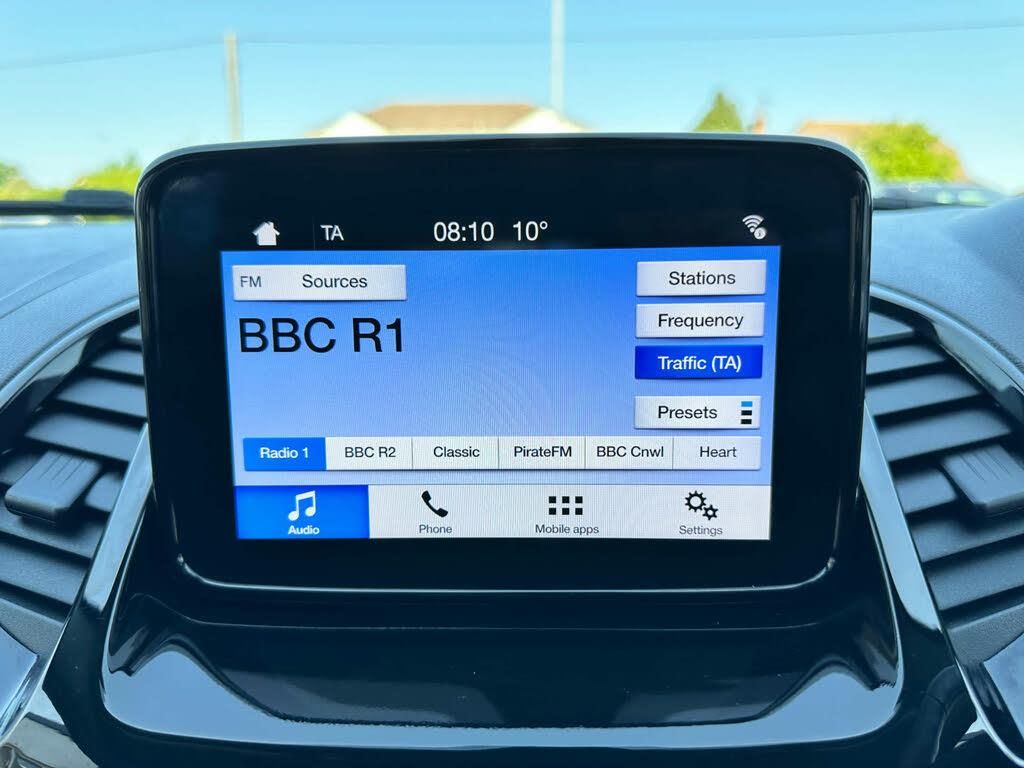 TA 08:10 10°
FM Sources
Stations
BBC R1
Frequency
Traffic (TA)
Presets
Radio 1 BBC R2 Classic PirateFM BBC Cnwl Heart
Audio Phone Mobile apps Settings